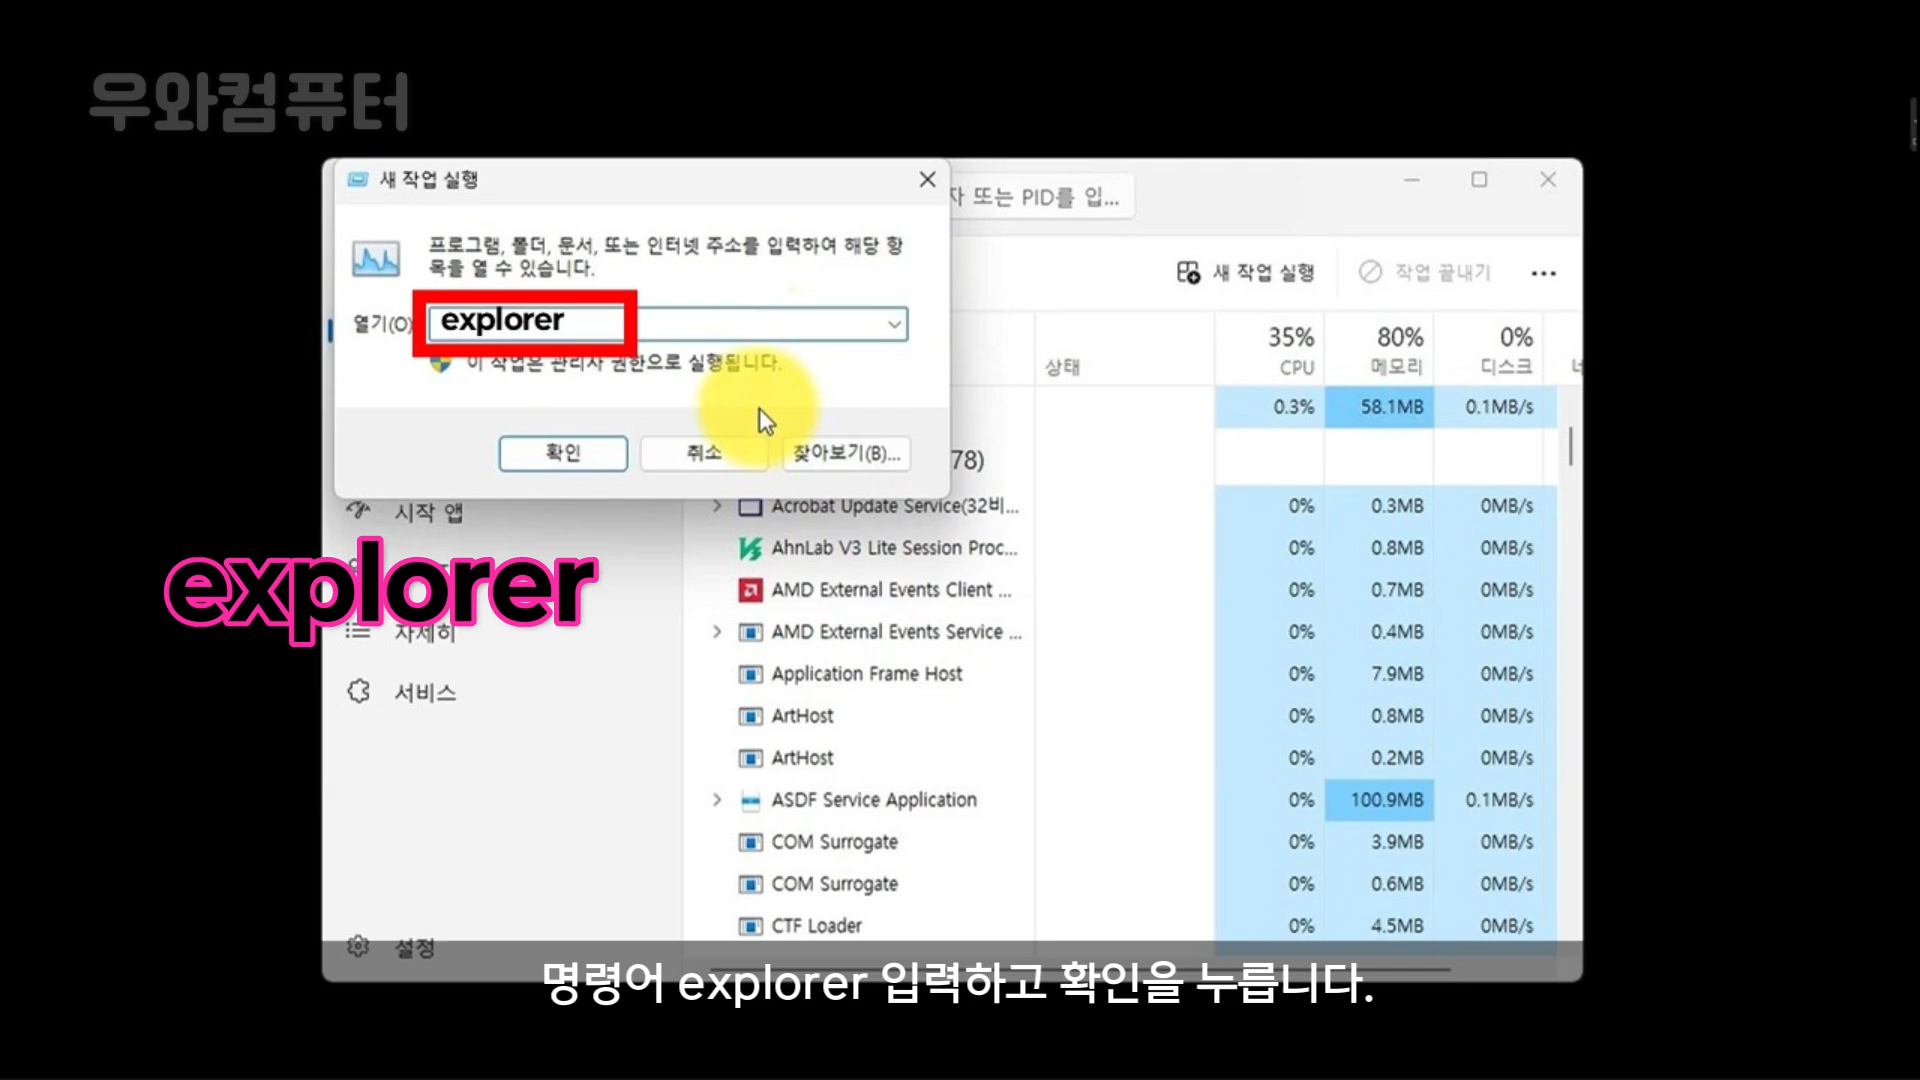 우와컴퓨터
새 작업 실행
자 또는 PID를 입...
프로그램, 폴더, 문서, 또는 인터넷 주소를 입력하여 해당 항
목을 열 수 있습니다.
열기(O)
explorer
이 작업은 관리자 권한으로 실행됩니다.
확인
취소
찾아보기(B)...
새 작업 실행
작업 끝내기
상태
35% CPU
80% 메모리
0% 디스크
0.3% 58.1MB 0.1MB/s
78)
Acrobat Update Service(32비... 0% 0.3MB 0MB/s
AhnLab V3 Lite Session Proc... 0% 0.8MB 0MB/s
AMD External Events Client ... 0% 0.7MB 0MB/s
AMD External Events Service ... 0% 0.4MB 0MB/s
Application Frame Host 0% 7.9MB 0MB/s
ArtHost 0% 0.8MB 0MB/s
ArtHost 0% 0.2MB 0MB/s
ASDF Service Application 0% 100.9MB 0.1MB/s
COM Surrogate 0% 3.9MB 0MB/s
COM Surrogate 0% 0.6MB 0MB/s
CTF Loader 0% 4.5MB 0MB/s
시작 앱
explorer
자세히
서비스
설정
명령어 explorer 입력하고 확인을 누릅니다.